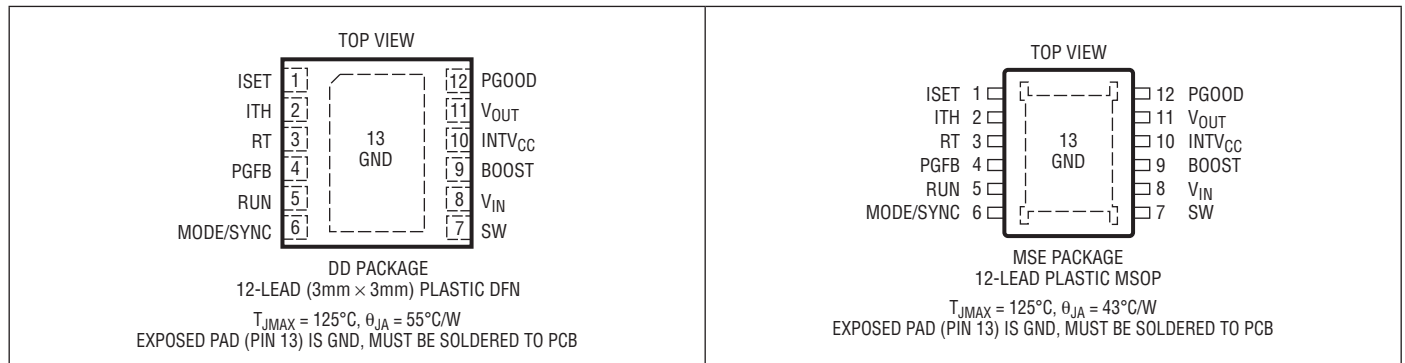 TOP VIEW
ISET 1
ITH 2
RT 3
PGFB 4
RUN 5
MODE/SYNC 6
13
GND
12 PGOOD
11 VOUT
10 INTVCC
9 BOOST
8 VIN
7 SW
DD PACKAGE
12-LEAD (3mm × 3mm) PLASTIC DFN
TJMAX = 125°C, θJA = 55°C/W
EXPOSED PAD (PIN 13) IS GND, MUST BE SOLDERED TO PCB
TOP VIEW
ISET 1
ITH 2
RT 3
PGFB 4
RUN 5
MODE/SYNC 6
13
GND
12 PGOOD
11 VOUT
10 INTVCC
9 BOOST
8 VIN
7 SW
MSE PACKAGE
12-LEAD PLASTIC MSOP
TJMAX = 125°C, θJA = 43°C/W
EXPOSED PAD (PIN 13) IS GND, MUST BE SOLDERED TO PCB